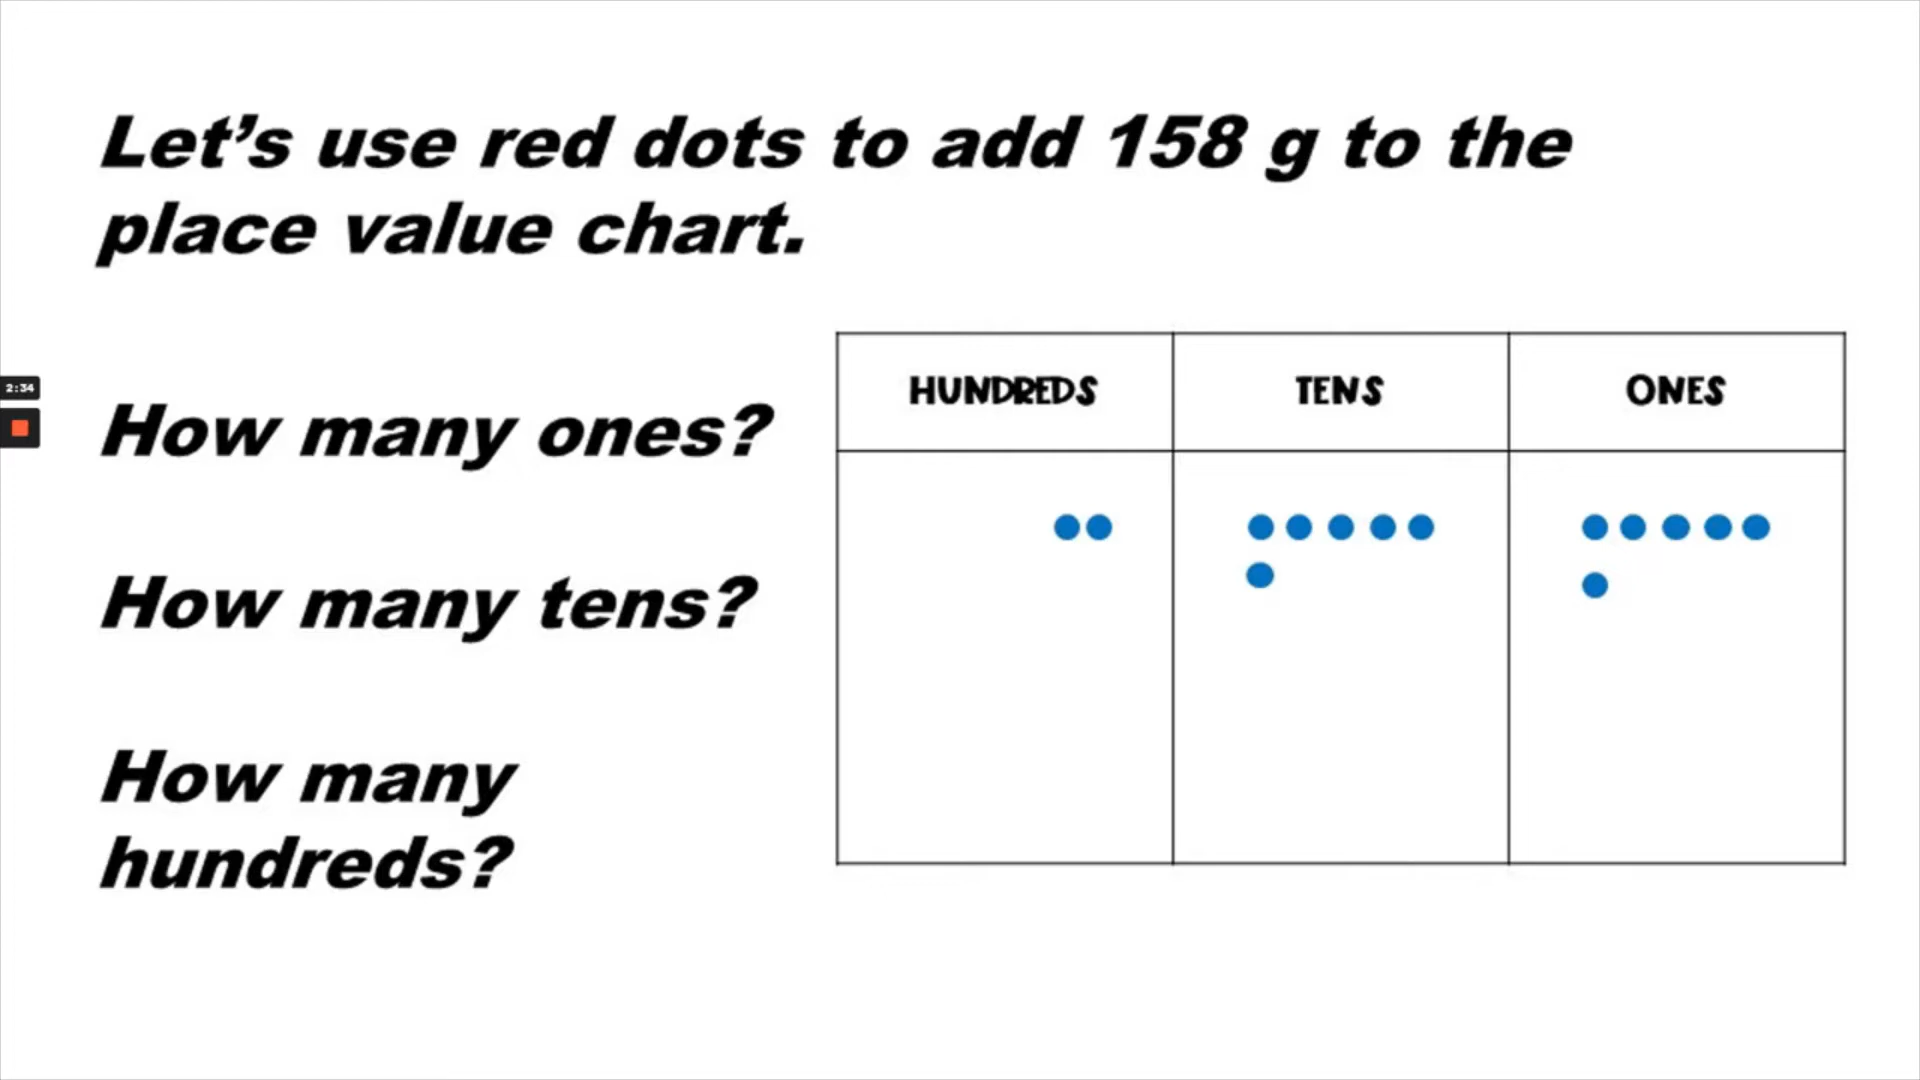 Let’s use red dots to add 158 g to the
place value chart.
HUNDREDS TENS ONES
2:34
How many ones?
How many tens?
How many
hundreds?